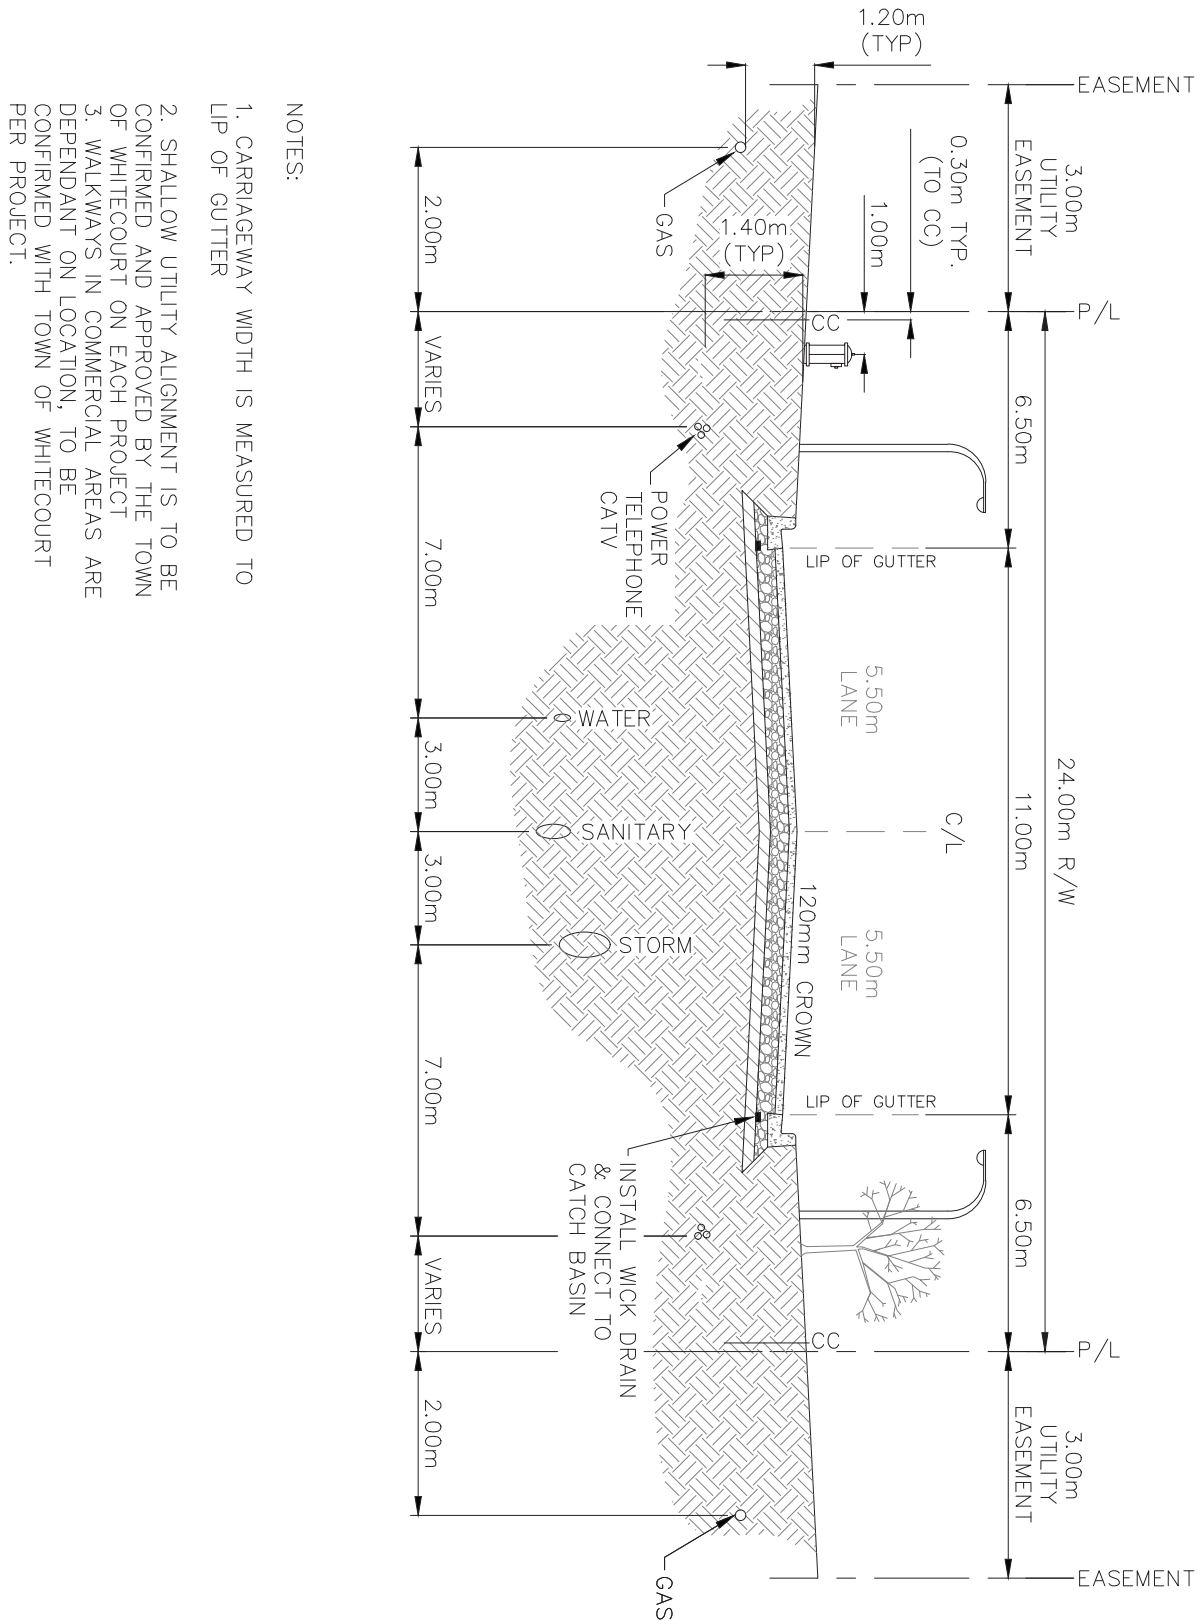 1.20m
(TYP)
EASEMENT
3.00m
UTILITY
EASEMENT
0.30m TYP.
(TO CC)
1.00m
P/L
24.00m R/W
6.50m
11.00m
6.50m
P/L
3.00m
UTILITY
EASEMENT
EASEMENT
LIP OF GUTTER
5.50m
LANE
C/L
5.50m
LANE
120mm CROWN
LIP OF GUTTER
CC
CC
1.40m
(TYP)
GAS
POWER
TELEPHONE
CATV
WATER
SANITARY
STORM
INSTALL WICK DRAIN
& CONNECT TO
CATCH BASIN
GAS
2.00m
VARIES
7.00m
3.00m
3.00m
7.00m
VARIES
2.00m
NOTES:
1. CARRIAGEWAY WIDTH IS MEASURED TO
LIP OF GUTTER
2. SHALLOW UTILITY ALIGNMENT IS TO BE
CONFIRMED AND APPROVED BY THE TOWN
OF WHITECOURT ON EACH PROJECT
3. WALKWAYS IN COMMERCIAL AREAS ARE
DEPENDANT ON LOCATION, TO BE
CONFIRMED WITH TOWN OF WHITECOURT
PER PROJECT.